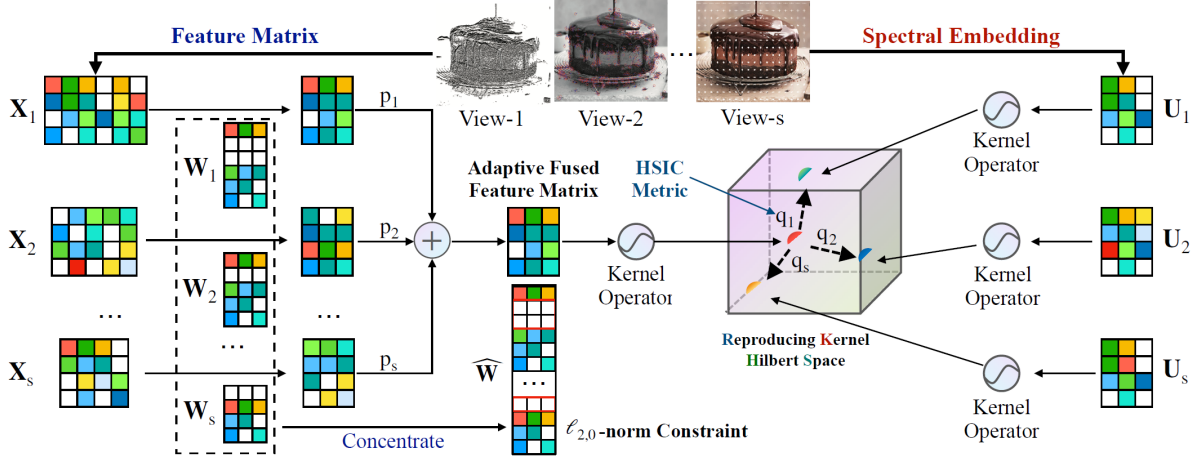 Feature Matrix
Spectral Embedding
View-1
View-2
...
View-s
X1
p1
U1
Kernel
Operator
W1
Adaptive Fused
Feature Matrix
HSIC
Metric
X2
p2
q1
q2
qs
U2
Kernel
Operator
Kernel
Operator
W2
...
...
...
Reproducing Kernel
Hilbert Space
Xs
ps
Ŵ
...
Us
Kernel
Operator
Ws
Concentrate
ℓ2,0-norm Constraint